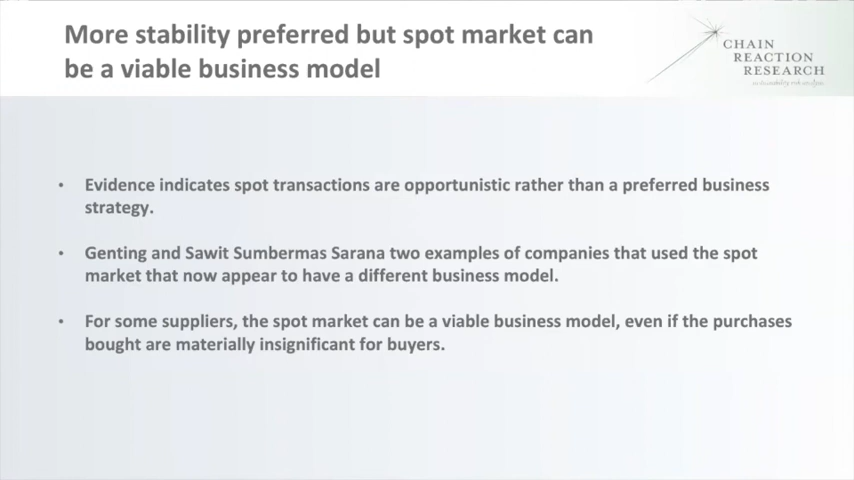 More stability preferred but spot market can
be a viable business model
CHAIN
REACTION
RESEARCH
sustainability risk analysis
• Evidence indicates spot transactions are opportunistic rather than a preferred business
strategy.
• Genting and Sawit Sumbermas Sarana two examples of companies that used the spot
market that now appear to have a different business model.
• For some suppliers, the spot market can be a viable business model, even if the purchases
bought are materially insignificant for buyers.